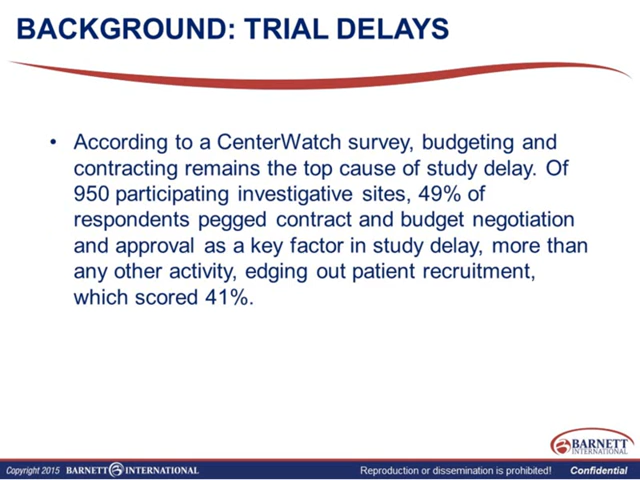 BACKGROUND: TRIAL DELAYS
• According to a CenterWatch survey, budgeting and
contracting remains the top cause of study delay. Of
950 participating investigative sites, 49% of
respondents pegged contract and budget negotiation
and approval as a key factor in study delay, more than
any other activity, edging out patient recruitment,
which scored 41%.
BARNETT
INTERNATIONAL
Copyright 2015 BARNETT INTERNATIONAL Reproduction or dissemination is prohibited! Confidential